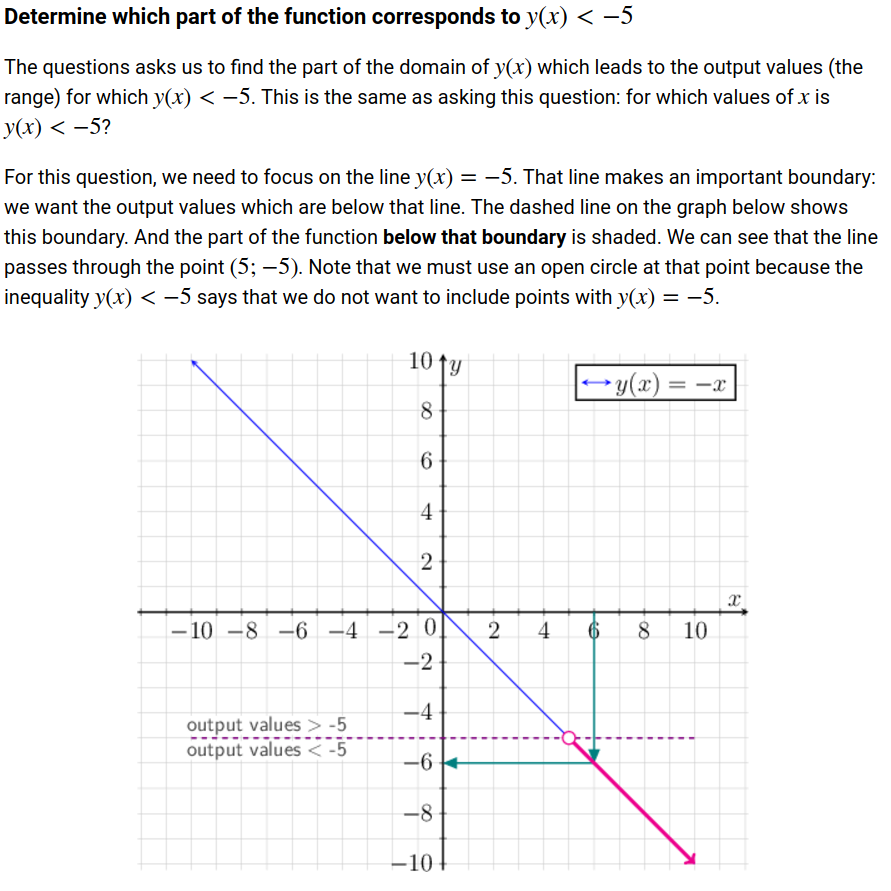 Determine which part of the function corresponds to y(x) < −5
The questions asks us to find the part of the domain of y(x) which leads to the output values (the
range) for which y(x) < −5. This is the same as asking this question: for which values of x is
y(x) < −5?
For this question, we need to focus on the line y(x) = −5. That line makes an important boundary:
we want the output values which are below that line. The dashed line on the graph below shows
this boundary. And the part of the function below that boundary is shaded. We can see that the line
passes through the point (5; −5). Note that we must use an open circle at that point because the
inequality y(x) < −5 says that we do not want to include points with y(x) = −5.
10 y
y(x) = −x
8
6
4
2
x
−10 −8 −6 −4 −2 0 2 4 6 8 10
−2
−4
output values > -5
output values < -5
−6
−8
−10